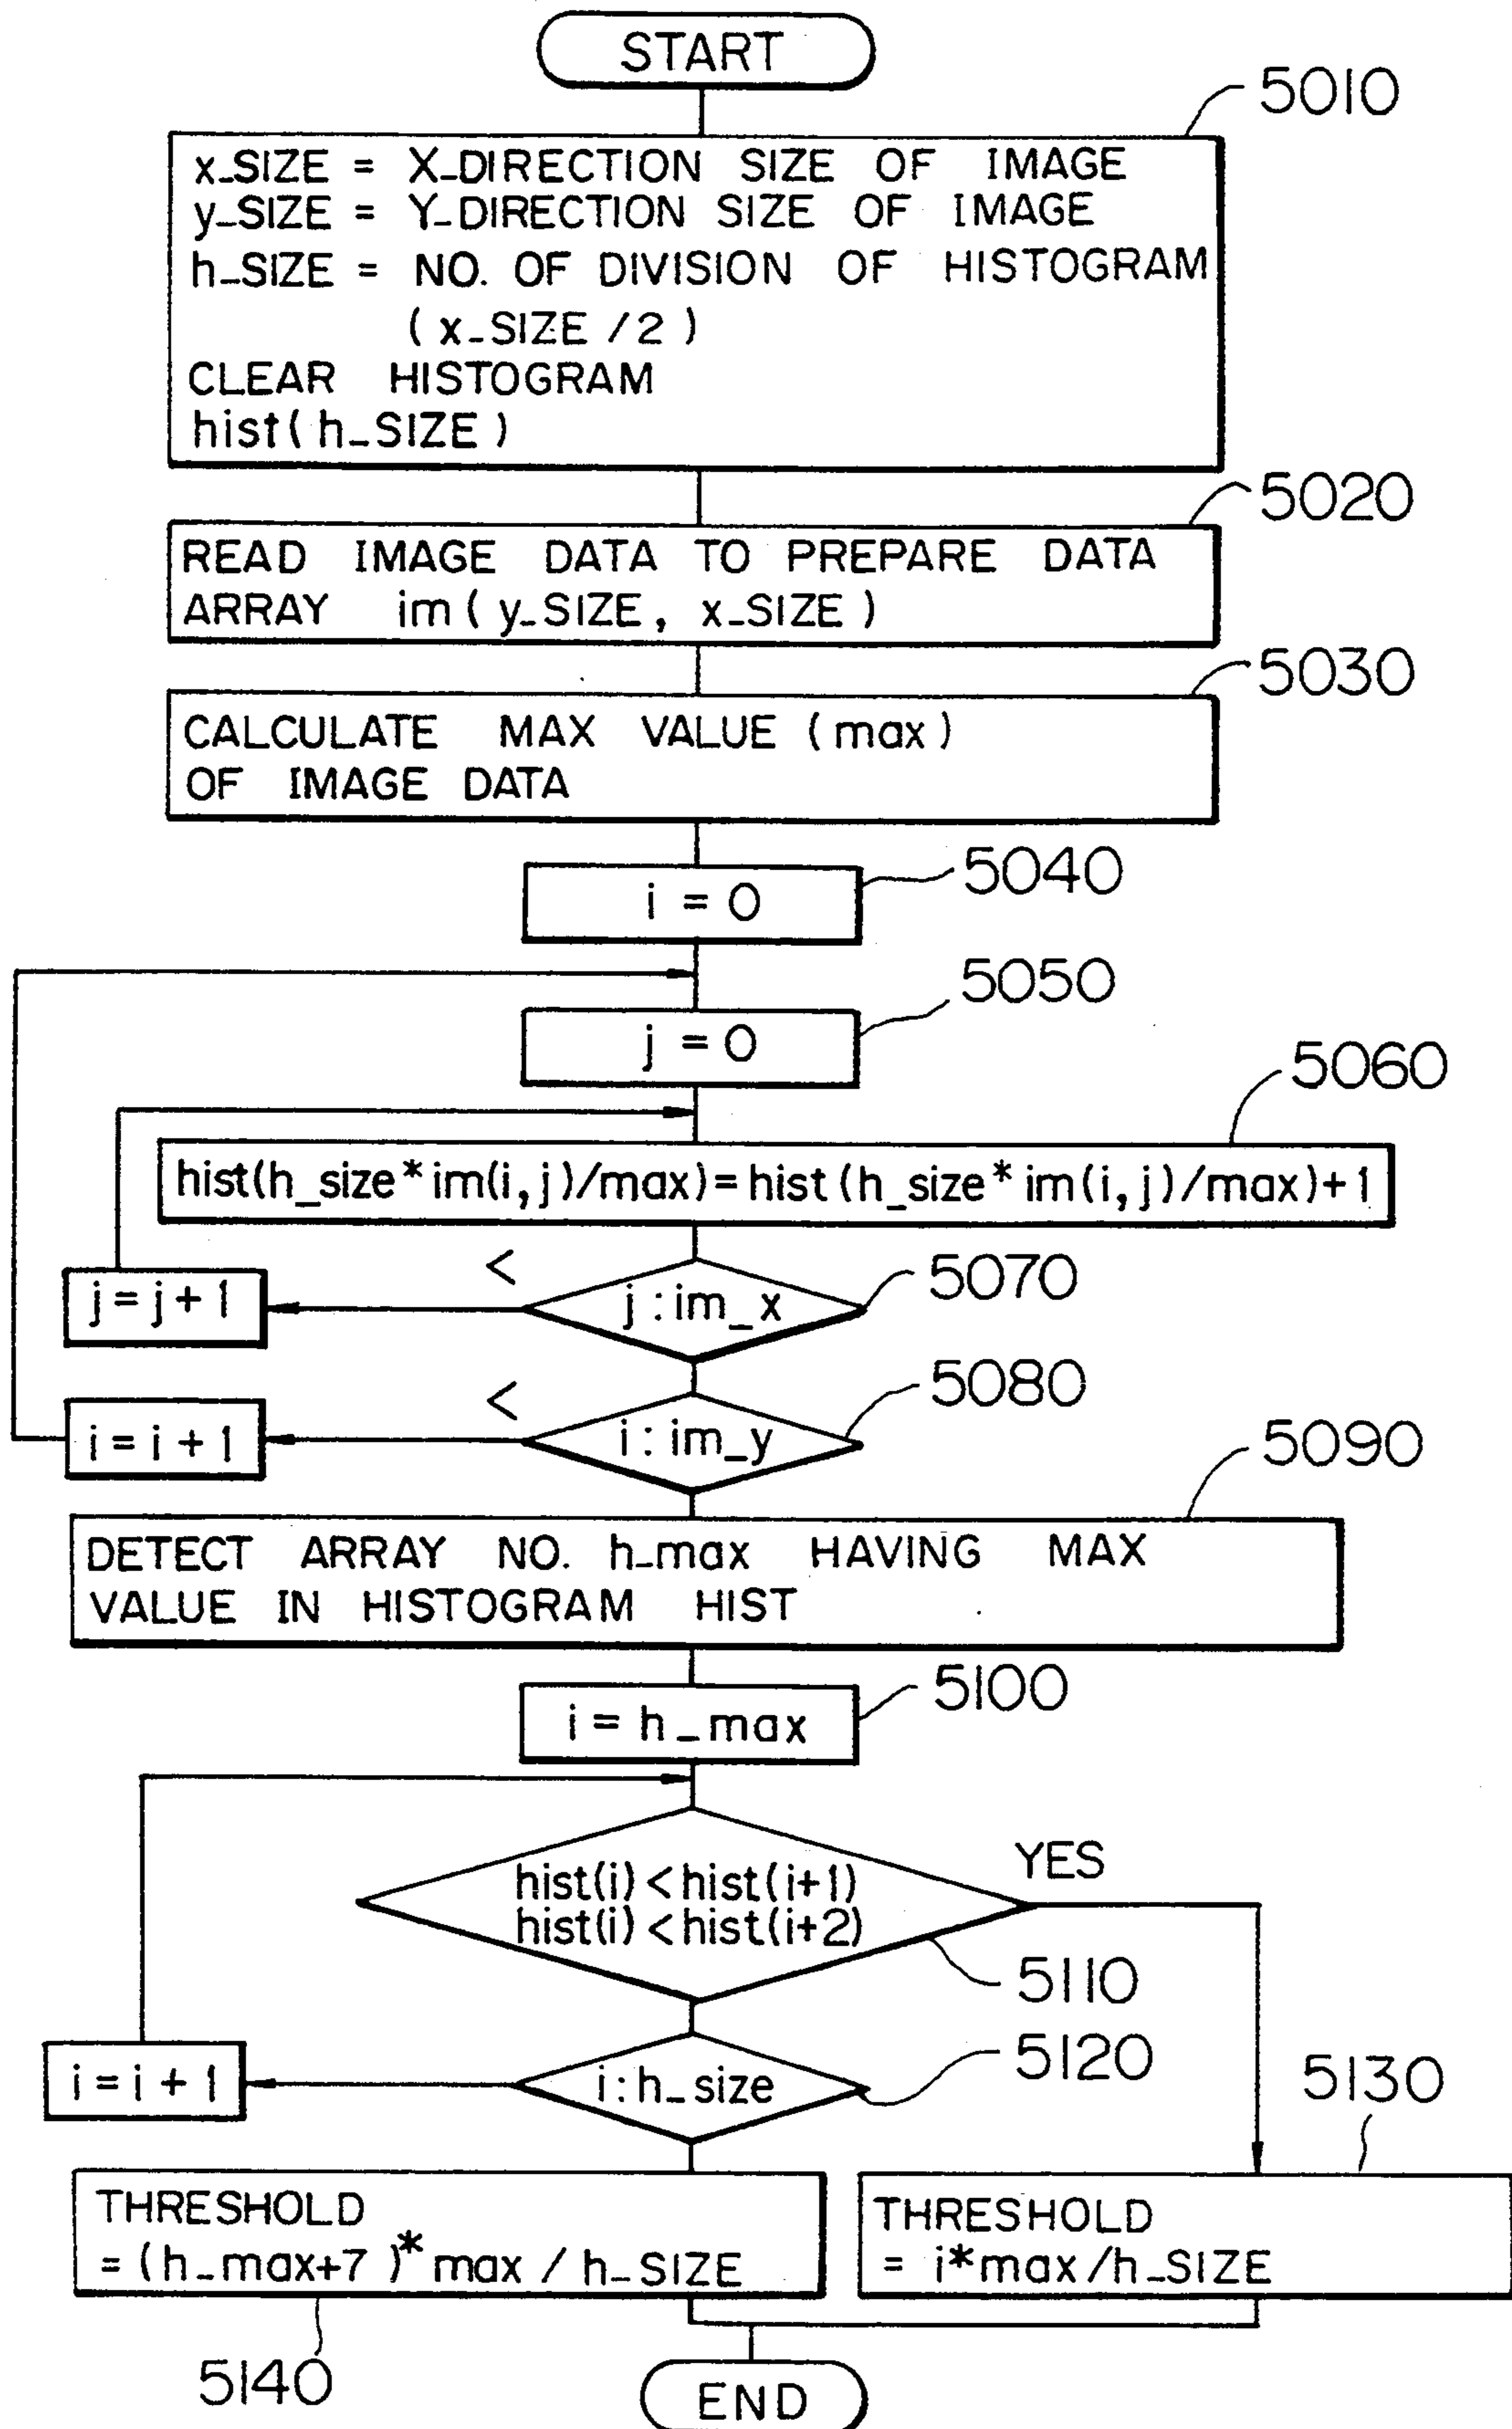 START
5010
x_SIZE = X_DIRECTION SIZE OF IMAGE
y_SIZE = Y_DIRECTION SIZE OF IMAGE
h_SIZE = NO. OF DIVISION OF HISTOGRAM
(x_SIZE /2)
CLEAR HISTOGRAM
hist(h_SIZE)
5020
READ IMAGE DATA TO PREPARE DATA
ARRAY im(y_SIZE, x_SIZE)
5030
CALCULATE MAX VALUE (max)
OF IMAGE DATA
5040
i = 0
5050
j = 0
5060
hist(h_size*im(i,j)/max)=hist(h_size*im(i,j)/max)+1
<
5070
j = j + 1
j : im_x
<
5080
i = i + 1
i : im_y
5090
DETECT ARRAY NO. h_max HAVING MAX
VALUE IN HISTOGRAM HIST
5100
i = h_max
YES
hist(i)<hist(i+1)
hist(i)<hist(i+2)
5110
5120
i = i + 1
i : h_size
5130
THRESHOLD
=(h_max+7)*max / h_SIZE
THRESHOLD
= i*max/h_SIZE
5140
END